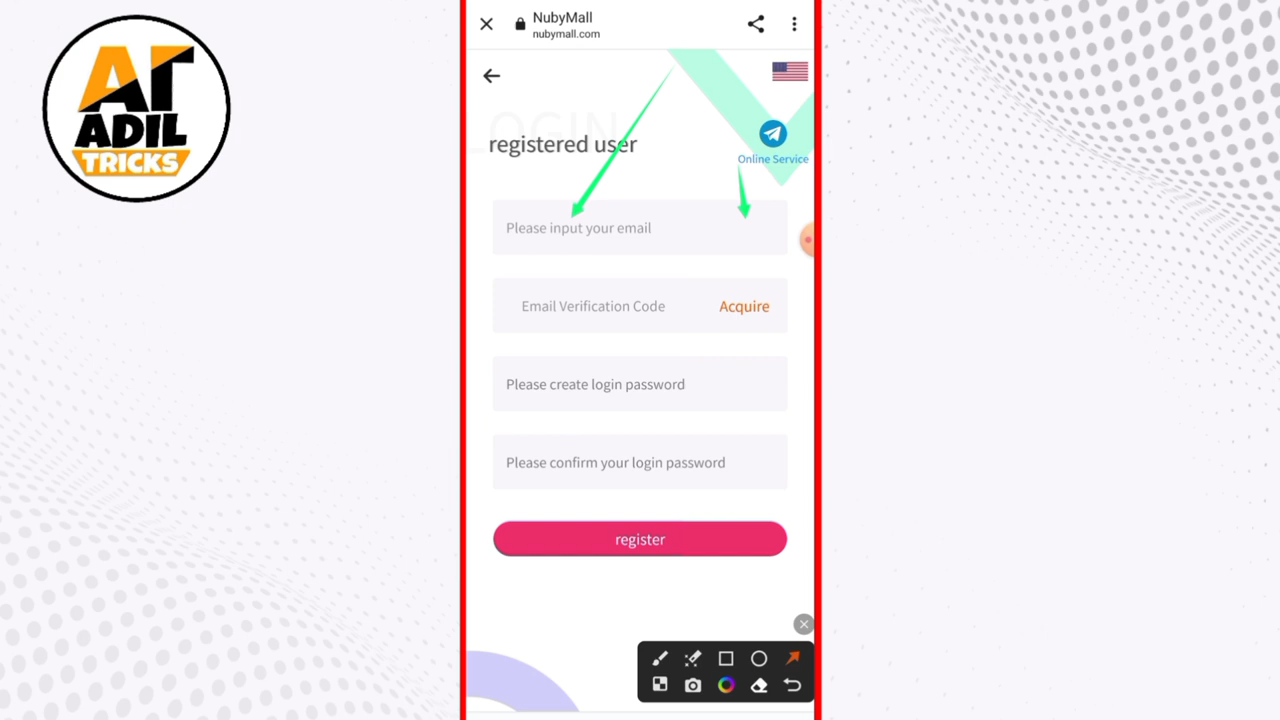 AT
ADIL
TRICKS
NubyMall
nubymall.com
LOGIN
registered user
Online Service
Please input your email
Email Verification Code
Acquire
Please create login password
Please confirm your login password
register